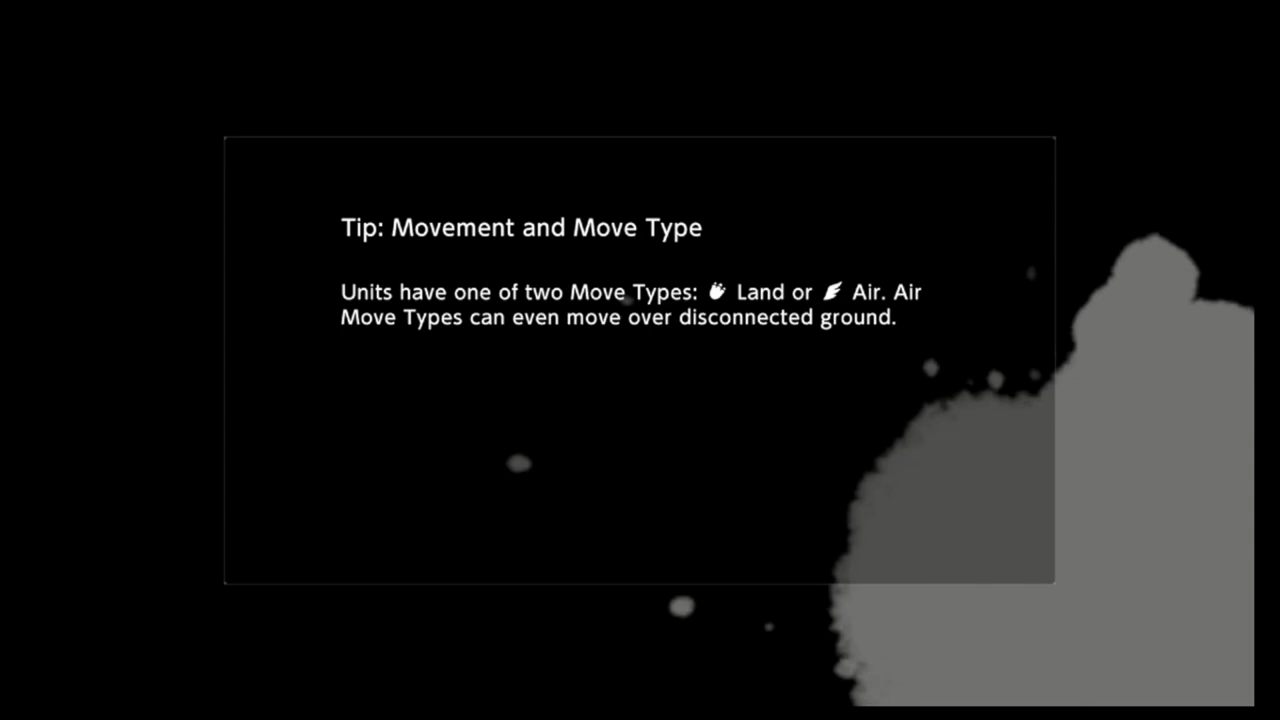 Tip: Movement and Move Type
Units have one of two Move Types: Land or Air. Air
Move Types can even move over disconnected ground.